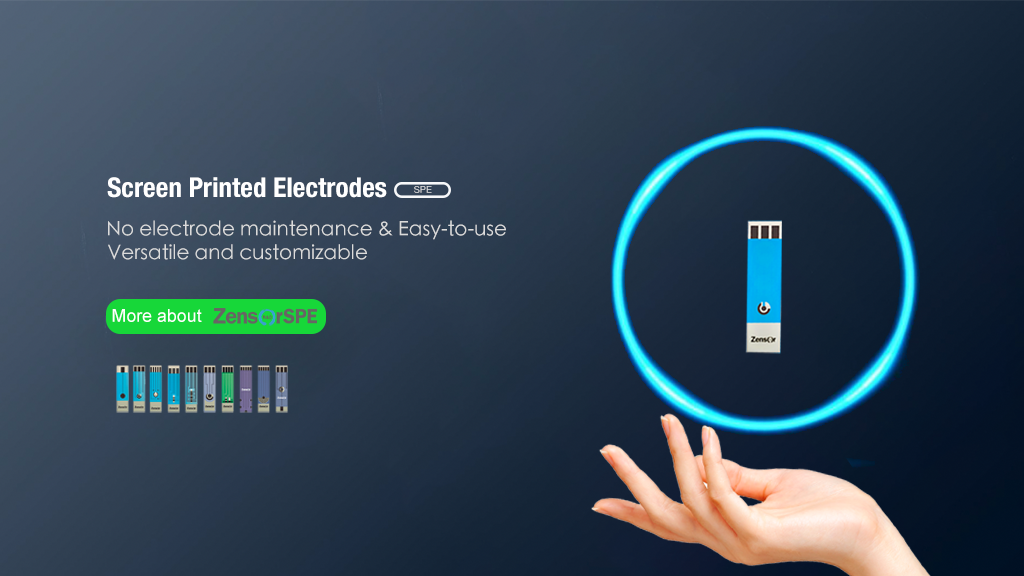 Screen Printed Electrodes SPE
No electrode maintenance & Easy-to-use
Versatile and customizable
More about ZensorSPE
Zensor